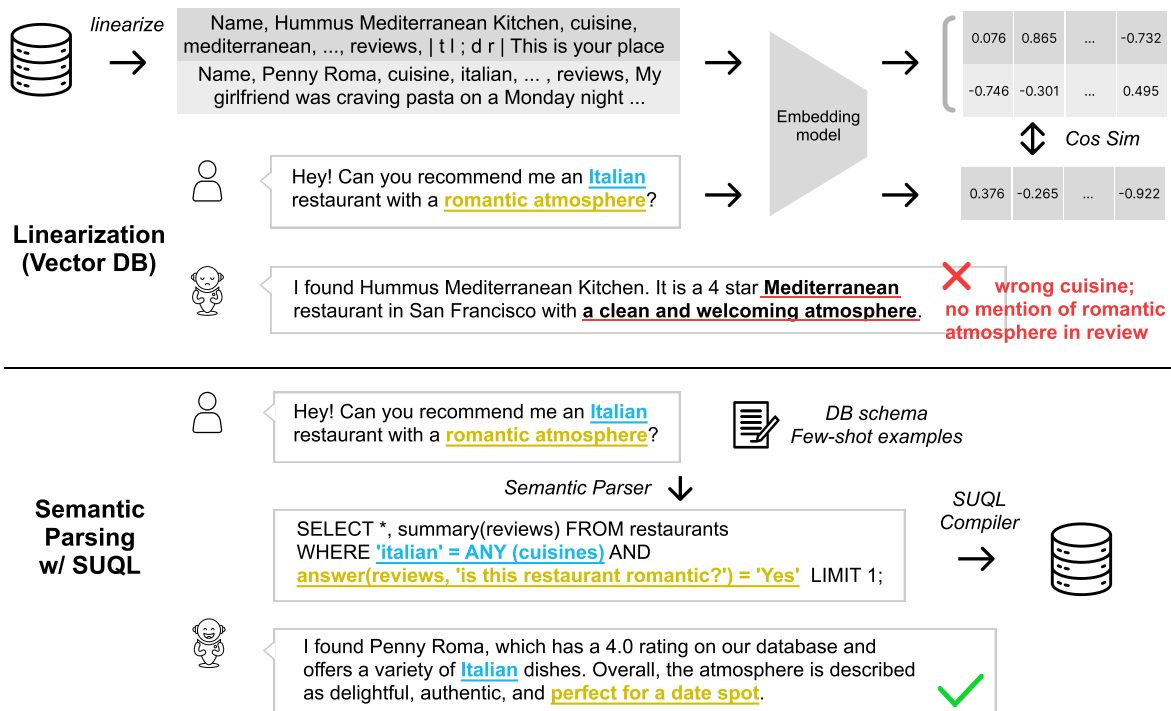 linearize
Name, Hummus Mediterranean Kitchen, cuisine,
mediterranean, ..., reviews, | t l ; d r | This is your place
Name, Penny Roma, cuisine, italian, ... , reviews, My
girlfriend was craving pasta on a Monday night ...
Embedding
model
0.076 0.865 ... -0.732
-0.746 -0.301 ... 0.495
Cos Sim
Hey! Can you recommend me an Italian
restaurant with a romantic atmosphere?
0.376 -0.265 ... -0.922
Linearization
(Vector DB)
I found Hummus Mediterranean Kitchen. It is a 4 star Mediterranean
restaurant in San Francisco with a clean and welcoming atmosphere.
wrong cuisine;
no mention of romantic
atmosphere in review
Hey! Can you recommend me an Italian
restaurant with a romantic atmosphere?
DB schema
Few-shot examples
Semantic Parser
Semantic
Parsing
w/ SUQL
SELECT *, summary(reviews) FROM restaurants
WHERE 'italian' = ANY (cuisines) AND
answer(reviews, 'is this restaurant romantic?') = 'Yes' LIMIT 1;
SUQL
Compiler
I found Penny Roma, which has a 4.0 rating on our database and
offers a variety of Italian dishes. Overall, the atmosphere is described
as delightful, authentic, and perfect for a date spot.